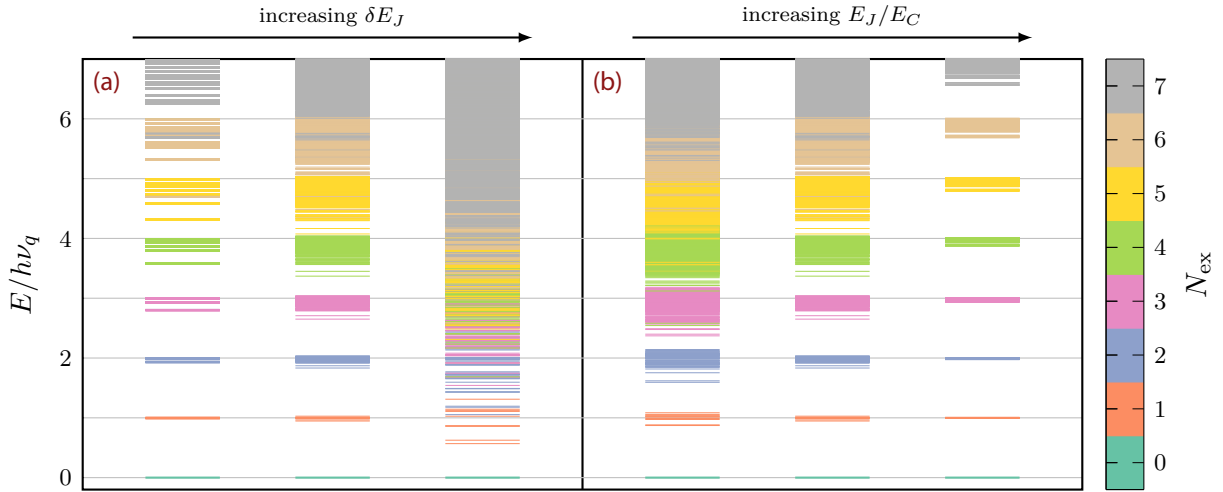 increasing δE_J
increasing E_J/E_C
(a)
(b)
E/hν_q
6
4
2
0
7
6
5
4
3
2
1
0
N_ex